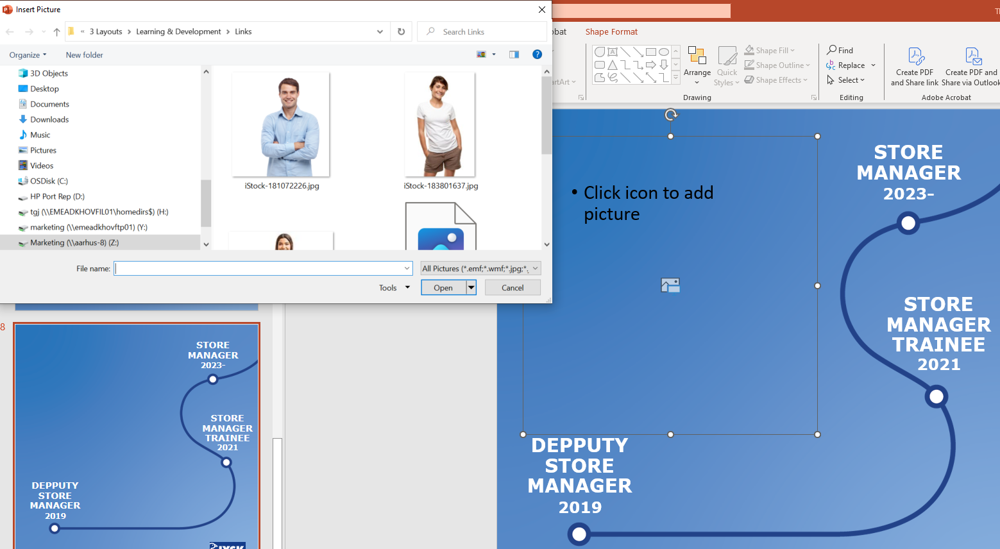 Insert Picture
« 3 Layouts > Learning & Development > Links
Search Links
Organize
New folder
3D Objects
Desktop
Documents
Downloads
Music
Pictures
Videos
OSDisk (C:)
HP Port Rep (D:)
tgj (\\EMEADKHOVFIL01\homedirs$) (H:)
marketing (\\emeadkhovftp01) (Y:)
Marketing (\\aarhus-8) (Z:)
iStock-181072226.jpg
iStock-183801637.jpg
File name:
All Pictures (*.emf;*.wmf;*.jpg;*.
Tools
Open
Cancel
Shape Format
Arrange
Quick
Styles
Shape Fill
Shape Outline
Shape Effects
Drawing
Find
Replace
Select
Editing
Create PDF
and Share link
Create PDF and
Share via Outlook
Adobe Acrobat
8
STORE
MANAGER
2023-
STORE
MANAGER
TRAINEE
2021
DEPPUTY
STORE
MANAGER
2019
JYSK
• Click icon to add
picture
STORE
MANAGER
2023-
STORE
MANAGER
TRAINEE
2021
DEPPUTY
STORE
MANAGER
2019